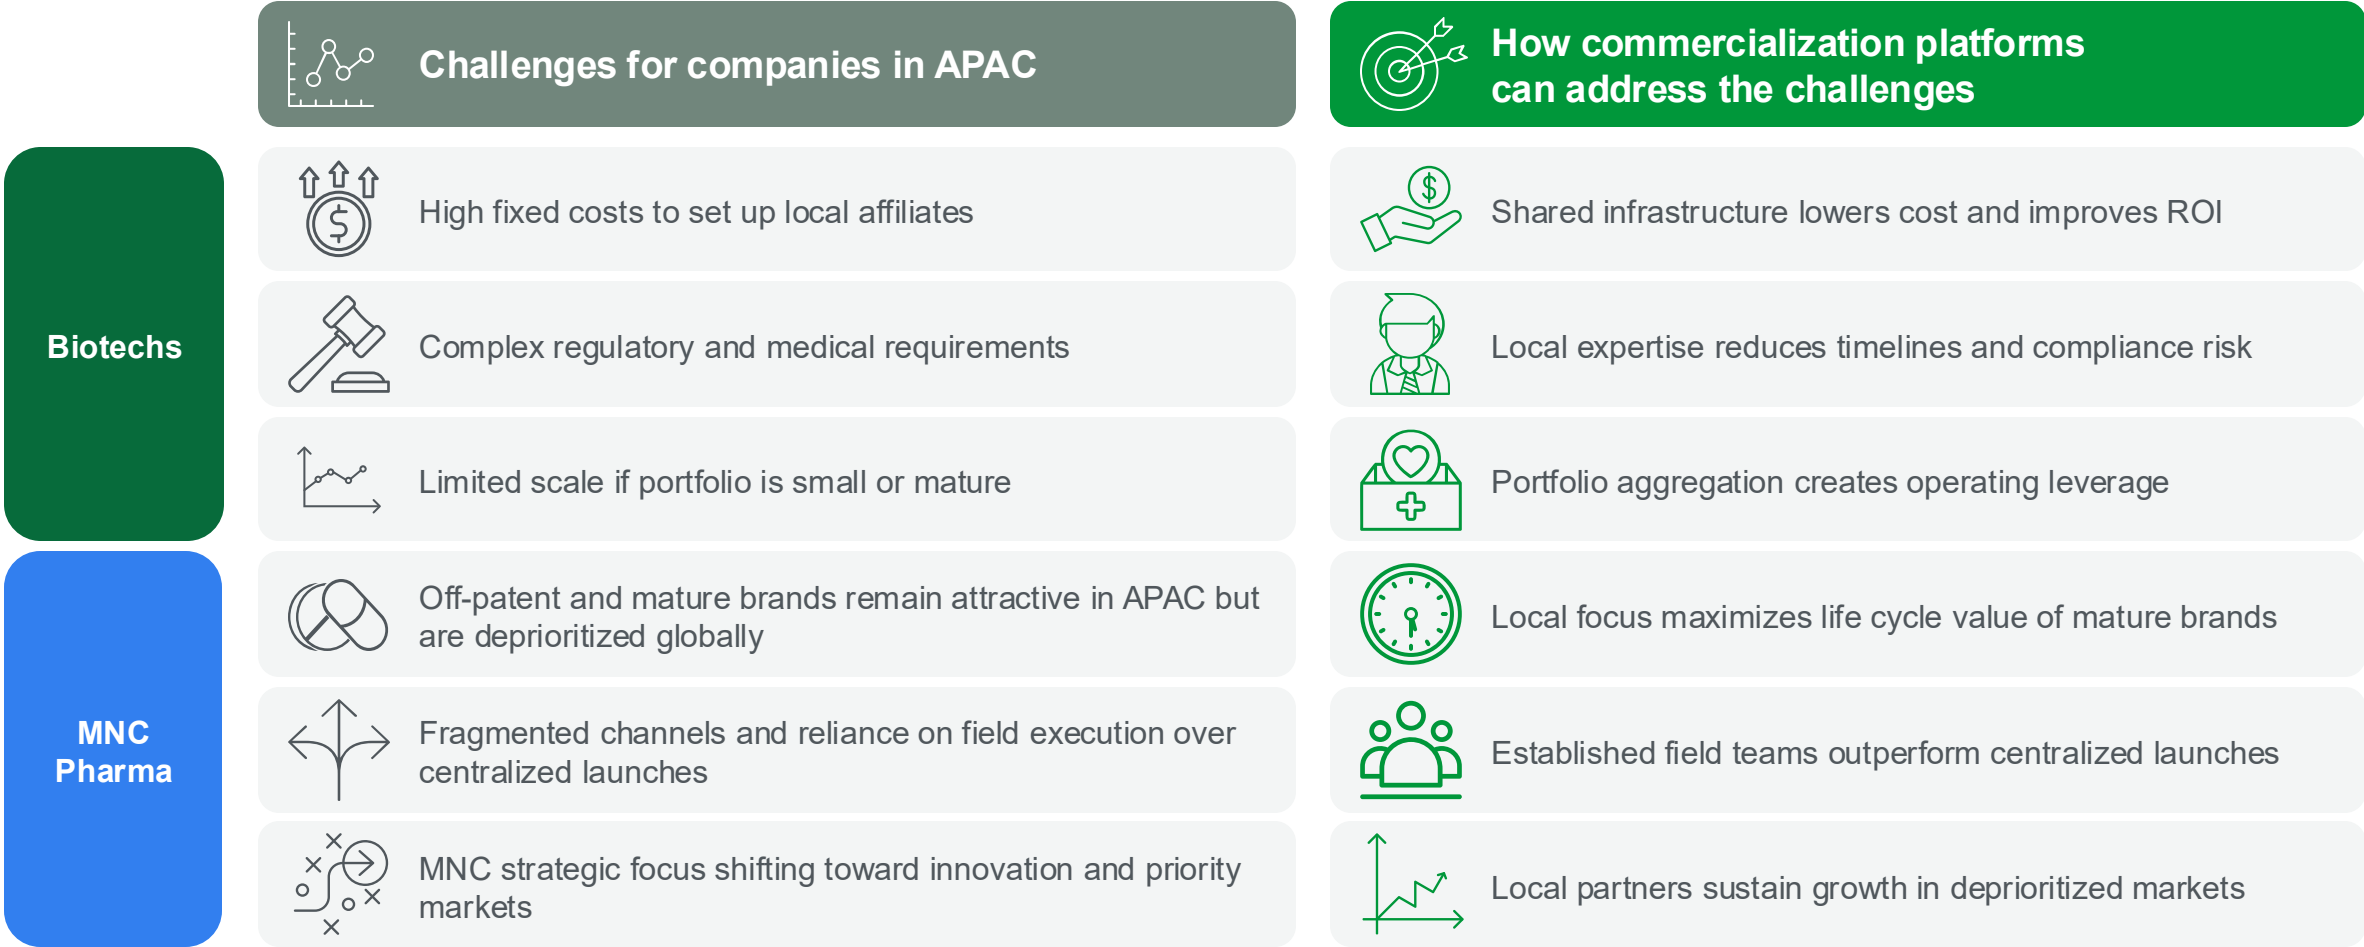 Challenges for companies in APAC
How commercialization platforms
can address the challenges
Biotechs
High fixed costs to set up local affiliates
Shared infrastructure lowers cost and improves ROI
Complex regulatory and medical requirements
Local expertise reduces timelines and compliance risk
Limited scale if portfolio is small or mature
Portfolio aggregation creates operating leverage
MNC
Pharma
Off-patent and mature brands remain attractive in APAC but
are deprioritized globally
Local focus maximizes life cycle value of mature brands
Fragmented channels and reliance on field execution over
centralized launches
Established field teams outperform centralized launches
MNC strategic focus shifting toward innovation and priority
markets
Local partners sustain growth in deprioritized markets